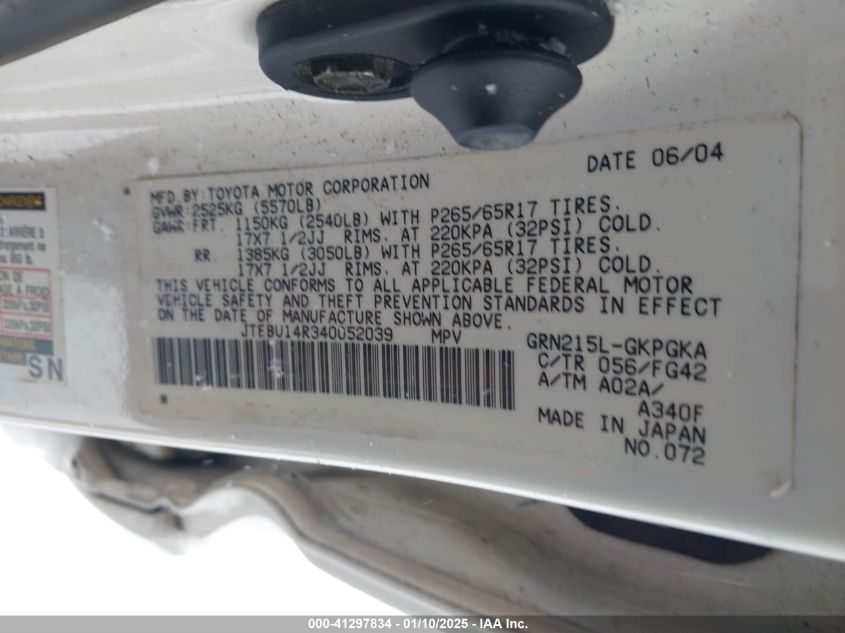 DATE 06/04
MFD.BY:TOYOTA MOTOR CORPORATION
GVWR:2525KG (5570LB)
GAWR:FRT. 1150KG (2540LB) WITH P265/65R17 TIRES.
17X7 1/2JJ RIMS. AT 220KPA (32PSI) COLD.
RR. 1385KG (3050LB) WITH P265/65R17 TIRES.
17X7 1/2JJ RIMS. AT 220KPA (32PSI) COLD.
THIS VEHICLE CONFORMS TO ALL APPLICABLE FEDERAL MOTOR
VEHICLE SAFETY AND THEFT PREVENTION STANDARDS IN EFFECT
ON THE DATE OF MANUFACTURE SHOWN ABOVE.
JTEBU14R340052039 MPV
GRN215L-GKPGKA
C/TR 056/FG42
A/TM A02A/
A340F
MADE IN JAPAN
NO.072
ARRIÈRE 3
SN
000-41297834 - 01/10/2025 - IAA Inc.